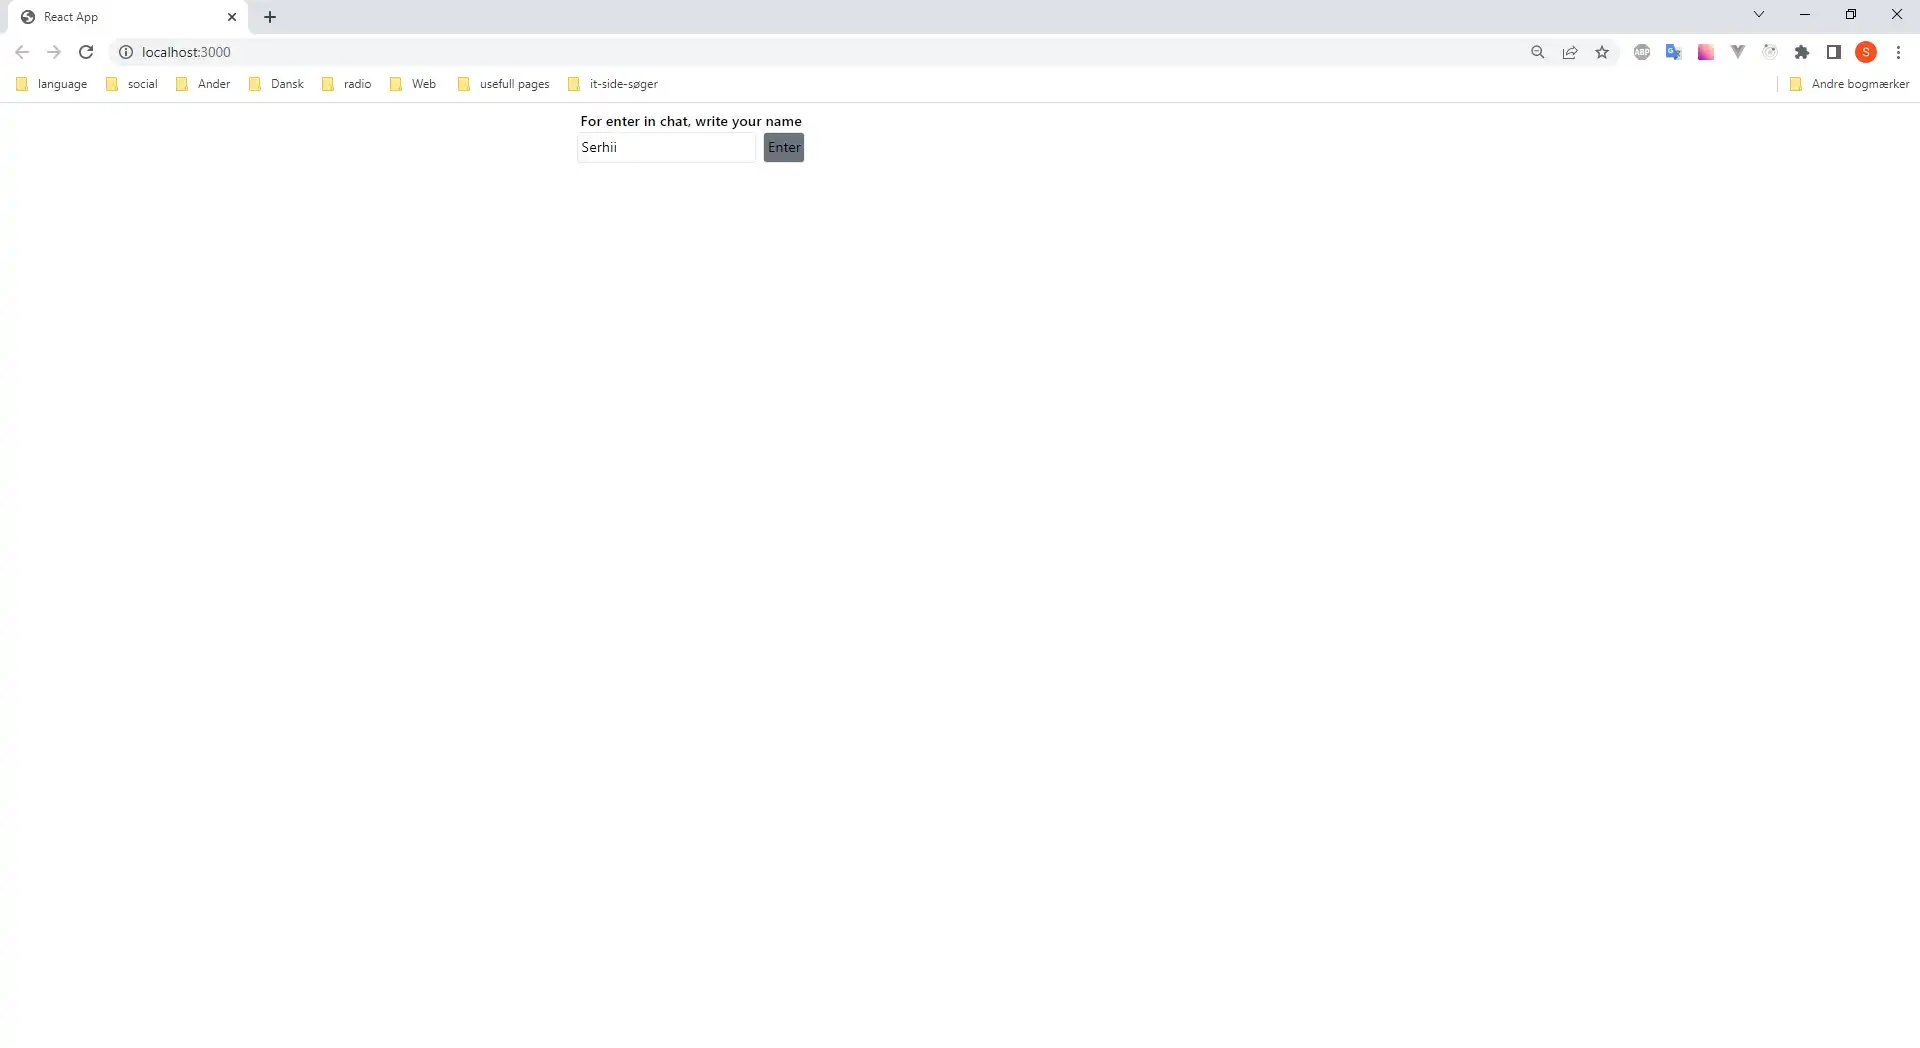 React App
localhost:3000
ABP
S
language social Ander Dansk radio Web usefull pages it-side-søger Andre bogmærker
For enter in chat, write your name
Serhii Enter